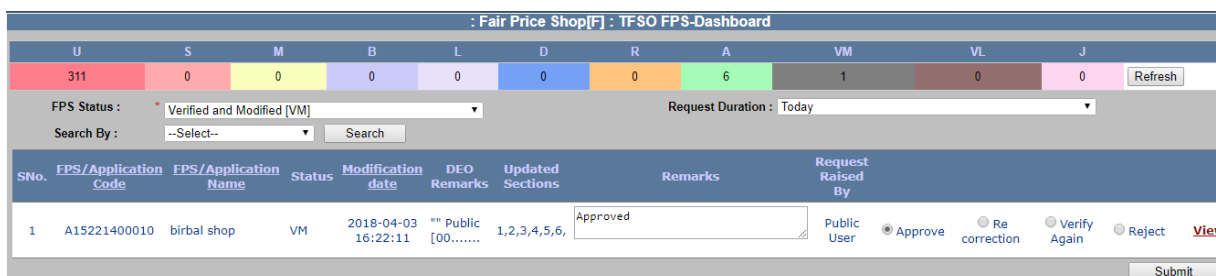 : Fair Price Shop[F] : TFSO FPS-Dashboard
U S M B L D R A VM VL J
311 0 0 0 0 0 0 6 1 0 0 Refresh
FPS Status : * Verified and Modified [VM] Request Duration : Today
Search By : --Select-- Search
SNo. FPS/Application Code FPS/Application Name Status Modification date DEO Remarks Updated Sections Remarks Request Raised By
1 A15221400010 birbal shop VM 2018-04-03 16:22:11 "" Public [00....... 1,2,3,4,5,6, Approved Public User Approve Re correction Verify Again Reject View
Submit